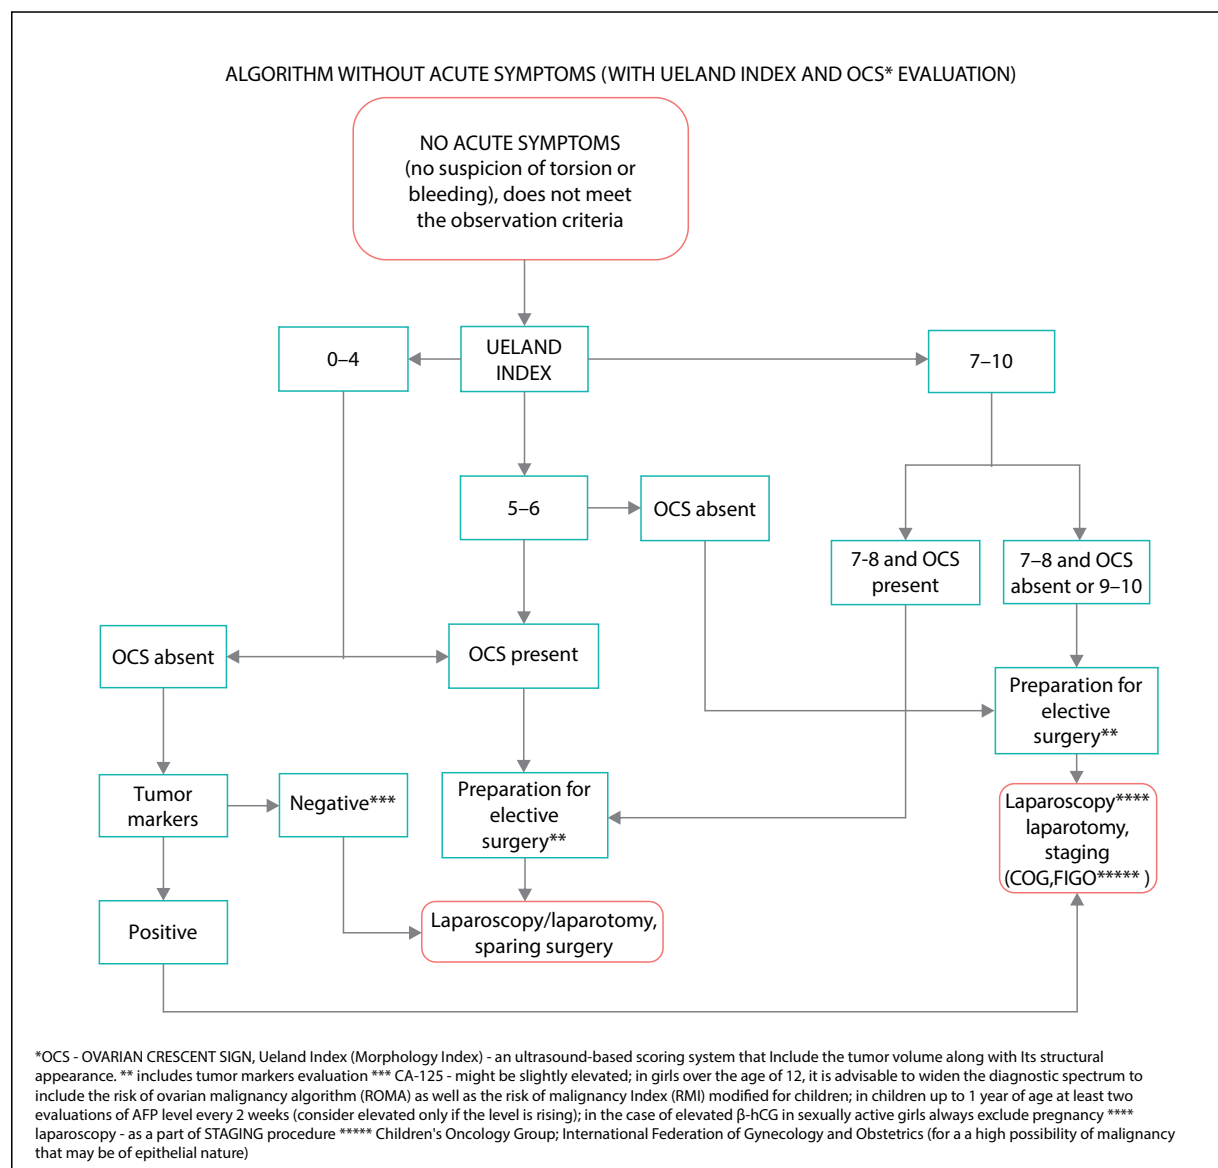 ALGORITHM WITHOUT ACUTE SYMPTOMS (WITH UELAND INDEX AND OCS* EVALUATION)
NO ACUTE SYMPTOMS
(no suspicion of torsion or
bleeding), does not meet
the observation criteria
0–4
UELAND
INDEX
7–10
5–6
OCS absent
7-8 and OCS
present
7–8 and OCS
absent or 9–10
OCS absent
OCS present
Preparation for
elective
surgery**
Tumor
markers
Negative***
Preparation for
elective
surgery**
Laparoscopy****
laparotomy,
staging
(COG,FIGO***** )
Positive
Laparoscopy/laparotomy,
sparing surgery
*OCS - OVARIAN CRESCENT SIGN, Ueland Index (Morphology Index) - an ultrasound-based scoring system that Include the tumor volume along with Its structural
appearance. ** includes tumor markers evaluation *** CA-125 - might be slightly elevated; in girls over the age of 12, it is advisable to widen the diagnostic spectrum to
include the risk of ovarian malignancy algorithm (ROMA) as well as the risk of malignancy Index (RMI) modified for children; in children up to 1 year of age at least two
evaluations of AFP level every 2 weeks (consider elevated only if the level is rising); in the case of elevated β-hCG in sexually active girls always exclude pregnancy ****
laparoscopy - as a part of STAGING procedure ***** Children's Oncology Group; International Federation of Gynecology and Obstetrics (for a a high possibility of malignancy
that may be of epithelial nature)